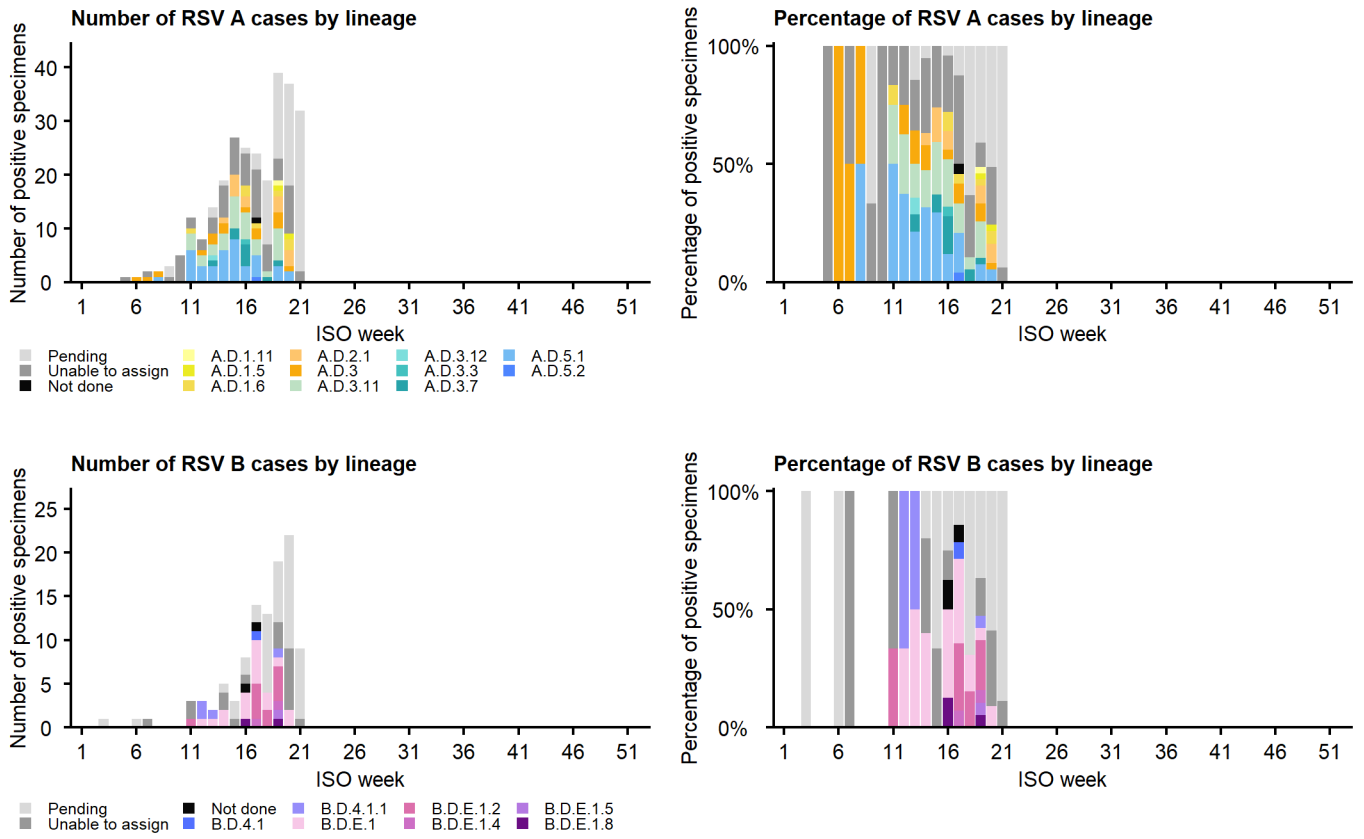 Number of RSV A cases by lineage
Number of positive specimens
40
30
20
10
0
1 6 11 16 21 26 31 36 41 46 51
ISO week
Pending A.D.1.11 A.D.2.1 A.D.3.12 A.D.5.1
Unable to assign A.D.1.5 A.D.3 A.D.3.3 A.D.5.2
Not done A.D.1.6 A.D.3.11 A.D.3.7
Percentage of RSV A cases by lineage
Percentage of positive specimens
100%
50%
0%
1 6 11 16 21 26 31 36 41 46 51
ISO week
Number of RSV B cases by lineage
Number of positive specimens
25
20
15
10
5
0
1 6 11 16 21 26 31 36 41 46 51
ISO week
Pending Not done B.D.4.1.1 B.D.E.1.2 B.D.E.1.5
Unable to assign B.D.4.1 B.D.E.1 B.D.E.1.4 B.D.E.1.8
Percentage of RSV B cases by lineage
Percentage of positive specimens
100%
50%
0%
1 6 11 16 21 26 31 36 41 46 51
ISO week